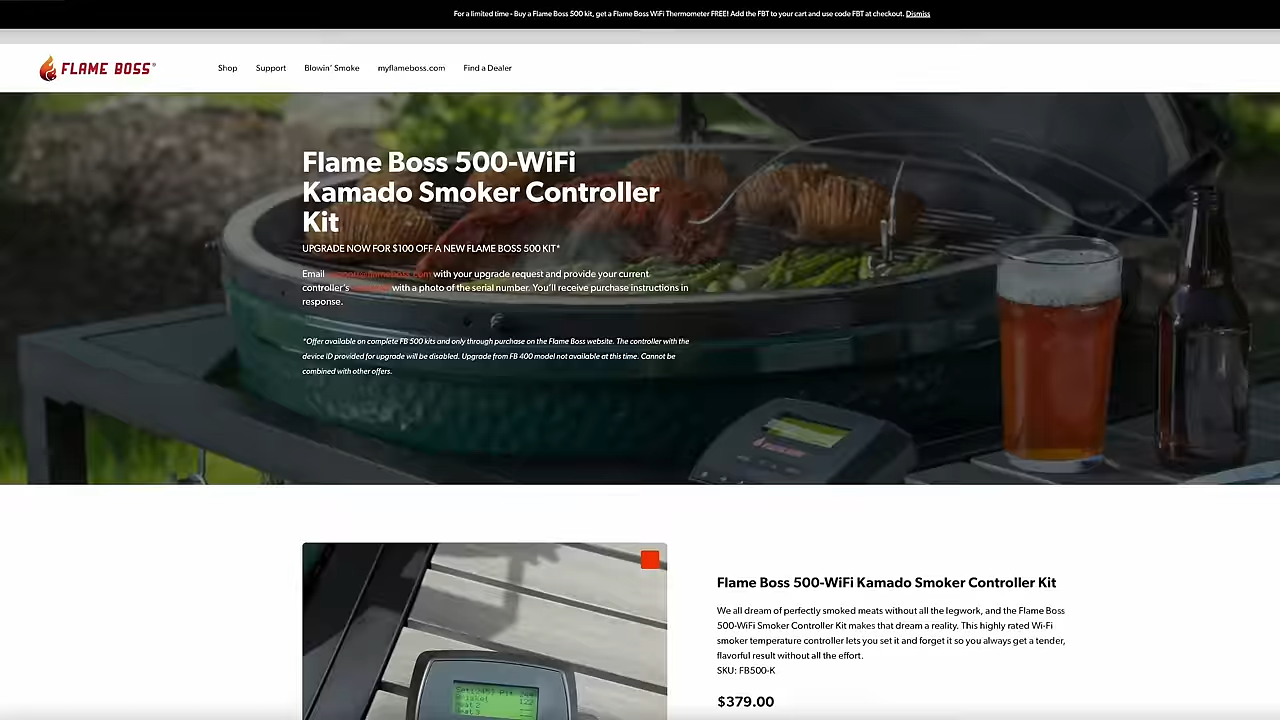 For a limited time - Buy a Flame Boss 500 kit, get a Flame Boss WiFi Thermometer FREE! Add the FBT to your cart and use code FBT at checkout. Dismiss
FLAME BOSS®
Shop
Support
Blowin' Smoke
myflameboss.com
Find a Dealer
Flame Boss 500-WiFi
Kamado Smoker Controller
Kit
UPGRADE NOW FOR $100 OFF A NEW FLAME BOSS 500 KIT*
Email support@flameboss.com with your upgrade request and provide your current
controller's with a photo of the serial number. You'll receive purchase instructions in
response.
*Offer available on complete FB 500 kits and only through purchase on the Flame Boss website. The controller with the
device ID provided for upgrade will be disabled. Upgrade from FB 400 model not available at this time. Cannot be
combined with other offers.
Flame Boss 500-WiFi Kamado Smoker Controller Kit
We all dream of perfectly smoked meats without all the legwork, and the Flame Boss
500-WiFi Smoker Controller Kit makes that dream a reality. This highly rated Wi-Fi
smoker temperature controller lets you set it and forget it so you always get a tender,
flavorful result without all the effort.
SKU: FB500-K
$379.00